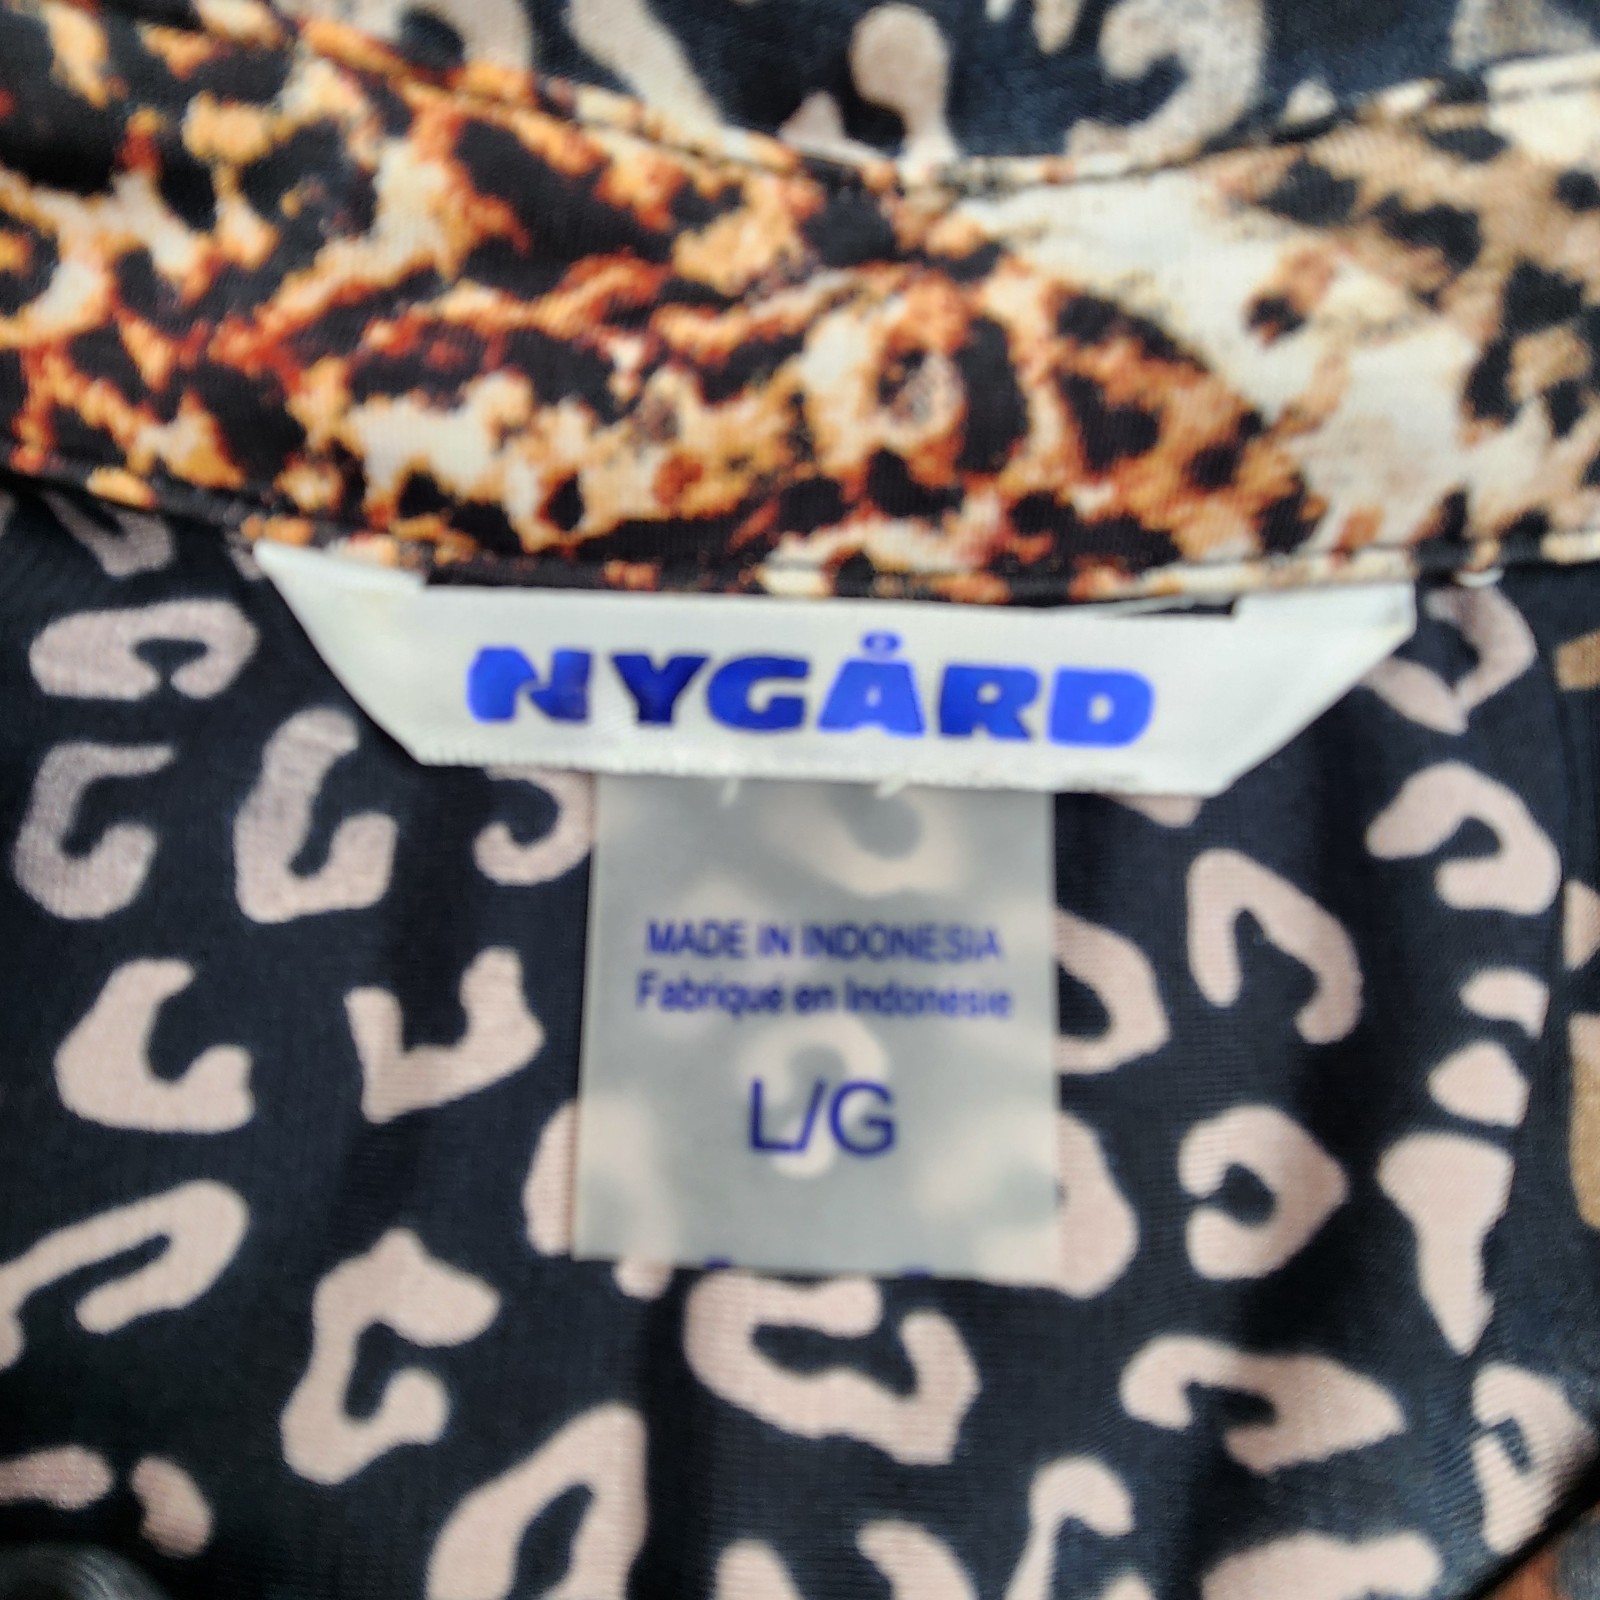 NYGÅRD
MADE IN INDONESIA
Fabriqué en Indonésie
L/G